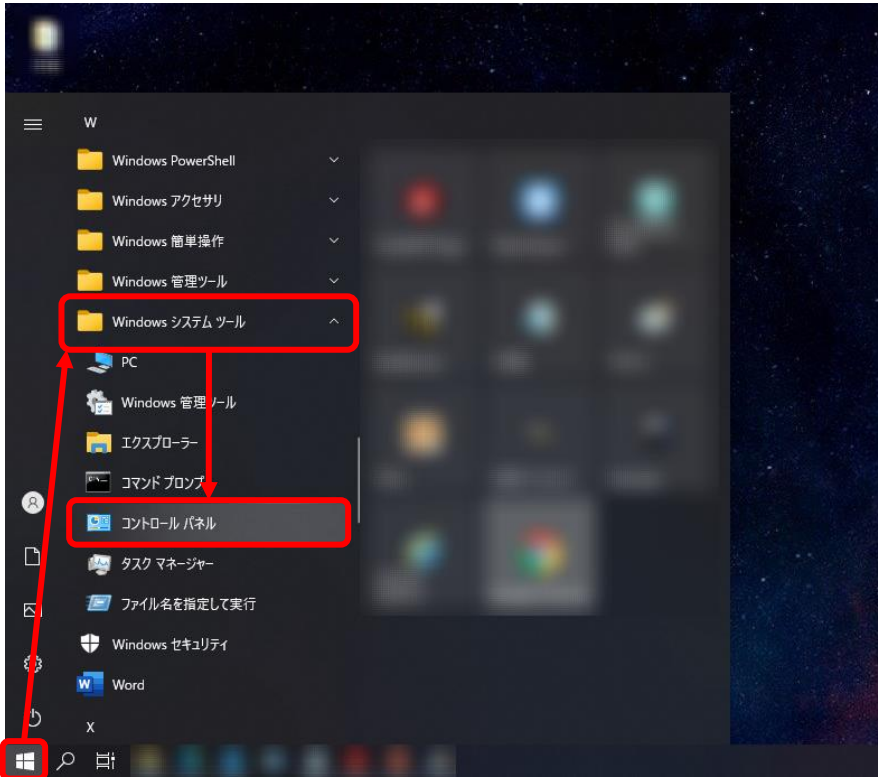 W
Windows PowerShell
Windows アクセサリ
Windows 簡単操作
Windows 管理ツール
Windows システム ツール
PC
Windows 管理ツール
エクスプローラー
コマンド プロンプ
コントロール パネル
タスク マネージャー
ファイル名を指定して実行
Windows セキュリティ
W
Word
X